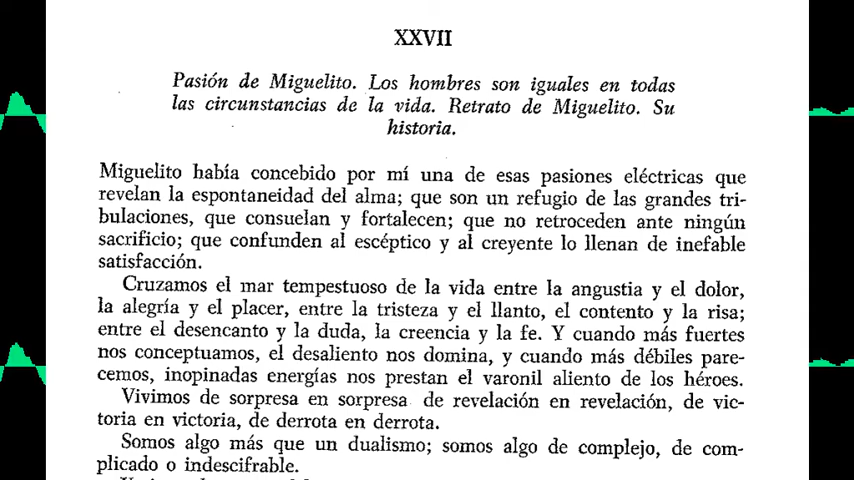 XXVII
Pasión de Miguelito. Los hombres son iguales en todas
las circunstancias de la vida. Retrato de Miguelito. Su
historia.
Miguelito había concebido por mí una de esas pasiones eléctricas que
revelan la espontaneidad del alma; que son un refugio de las grandes tri-
bulaciones, que consuelan y fortalecen; que no retroceden ante ningún
sacrificio; que confunden al escéptico y al creyente lo llenan de inefable
satisfacción.
Cruzamos el mar tempestuoso de la vida entre la angustia y el dolor,
la alegría y el placer, entre la tristeza y el llanto, el contento y la risa;
entre el desencanto y la duda, la creencia y la fe. Y cuando más fuertes
nos conceptuamos, el desaliento nos domina, y cuando más débiles pare-
cemos, inopinadas energías nos prestan el varonil aliento de los héroes.
Vivimos de sorpresa en sorpresa de revelación en revelación, de vic-
toria en victoria, de derrota en derrota.
Somos algo más que un dualismo; somos algo de complejo, de com-
plicado o indescifrable.